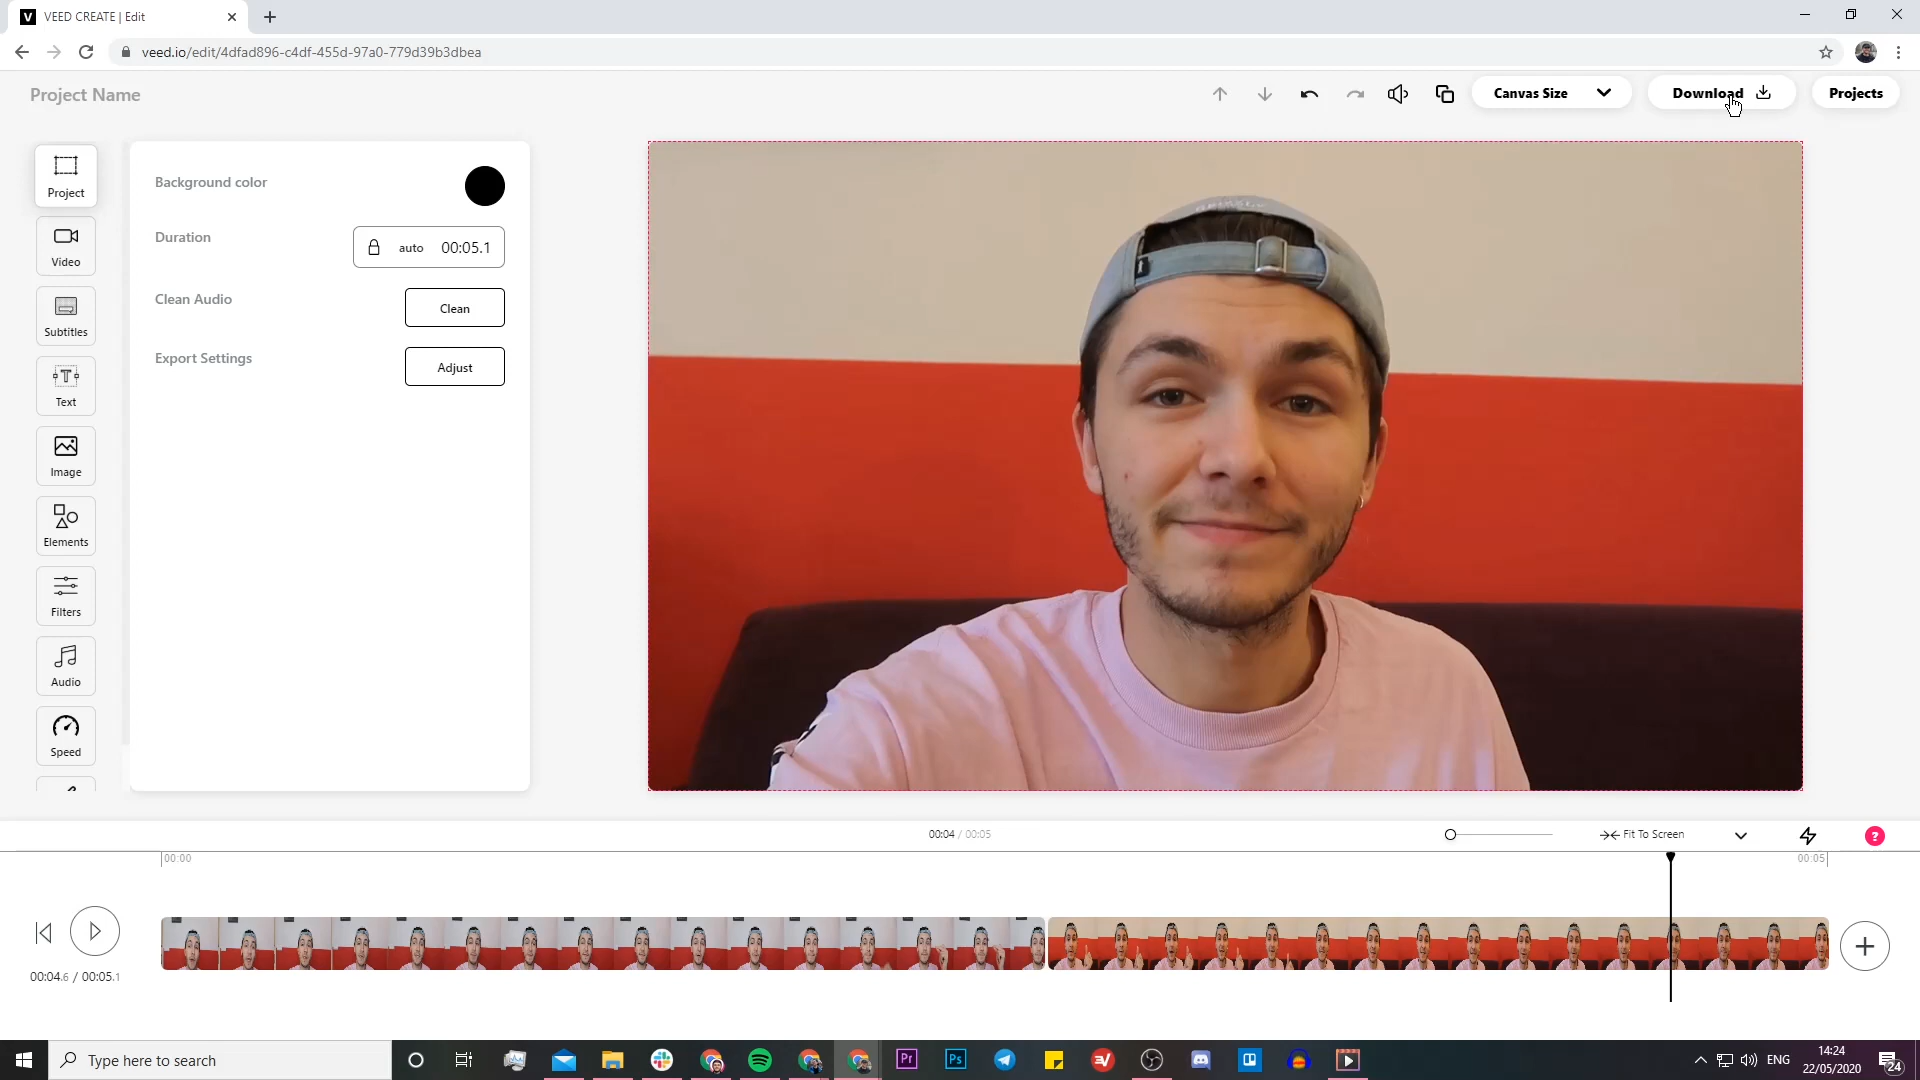 VEED CREATE | Edit
veed.io/edit/4dfad896-c4df-455d-97a0-779d39b3dbea
Project Name
Canvas Size
Download
Projects
Project
Video
Subtitles
Text
Image
Elements
Filters
Audio
Speed
Background color
Duration
auto 00:05.1
Clean Audio
Clean
Export Settings
Adjust
00:04 / 00:05
Fit To Screen
?
00:00
00:05
00:04.6 / 00:05.1
Type here to search
Pr
Ps
ENG
14:24
22/05/2020
24